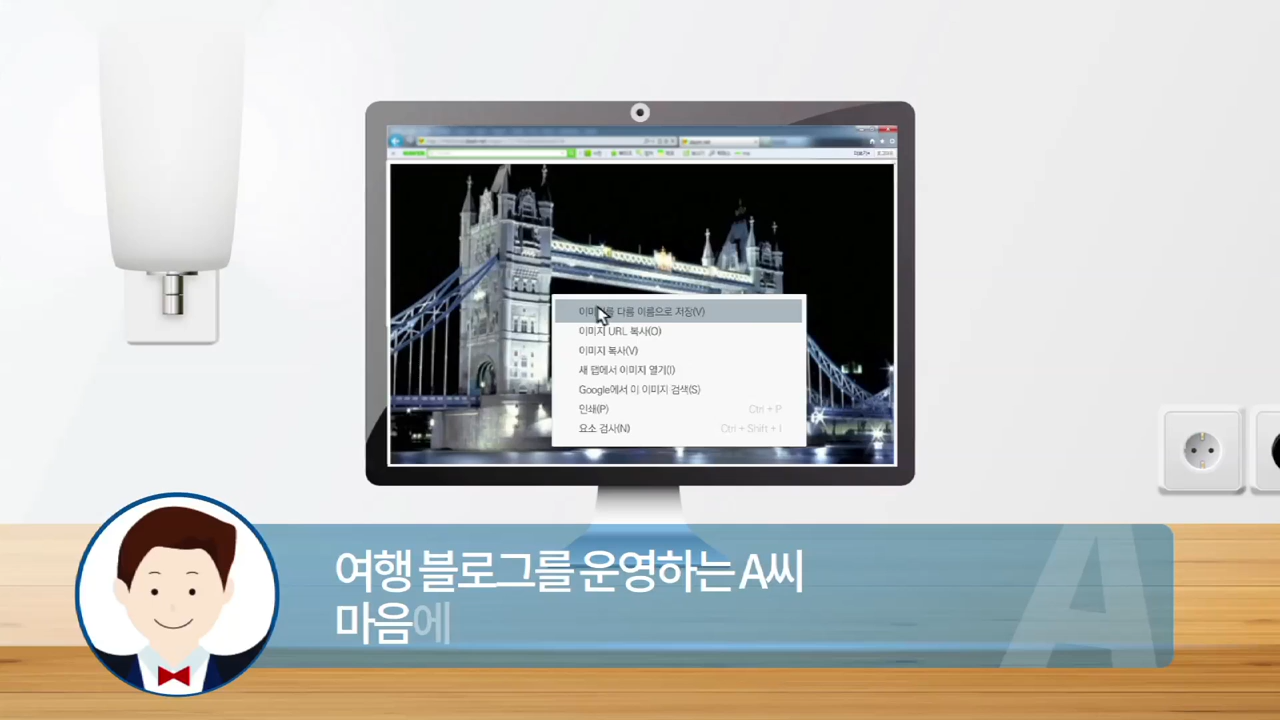 이미지를 다름 이름으로 저장(V)
이미지 URL 복사(O)
이미지 복사(V)
새 탭에서 이미지 열기(I)
Google에서 이 이미지 검색(S)
인쇄(P) Ctrl + P
요소 검사(N) Ctrl + Shift + I
여행 블로그를 운영하는 A씨
마음에
A